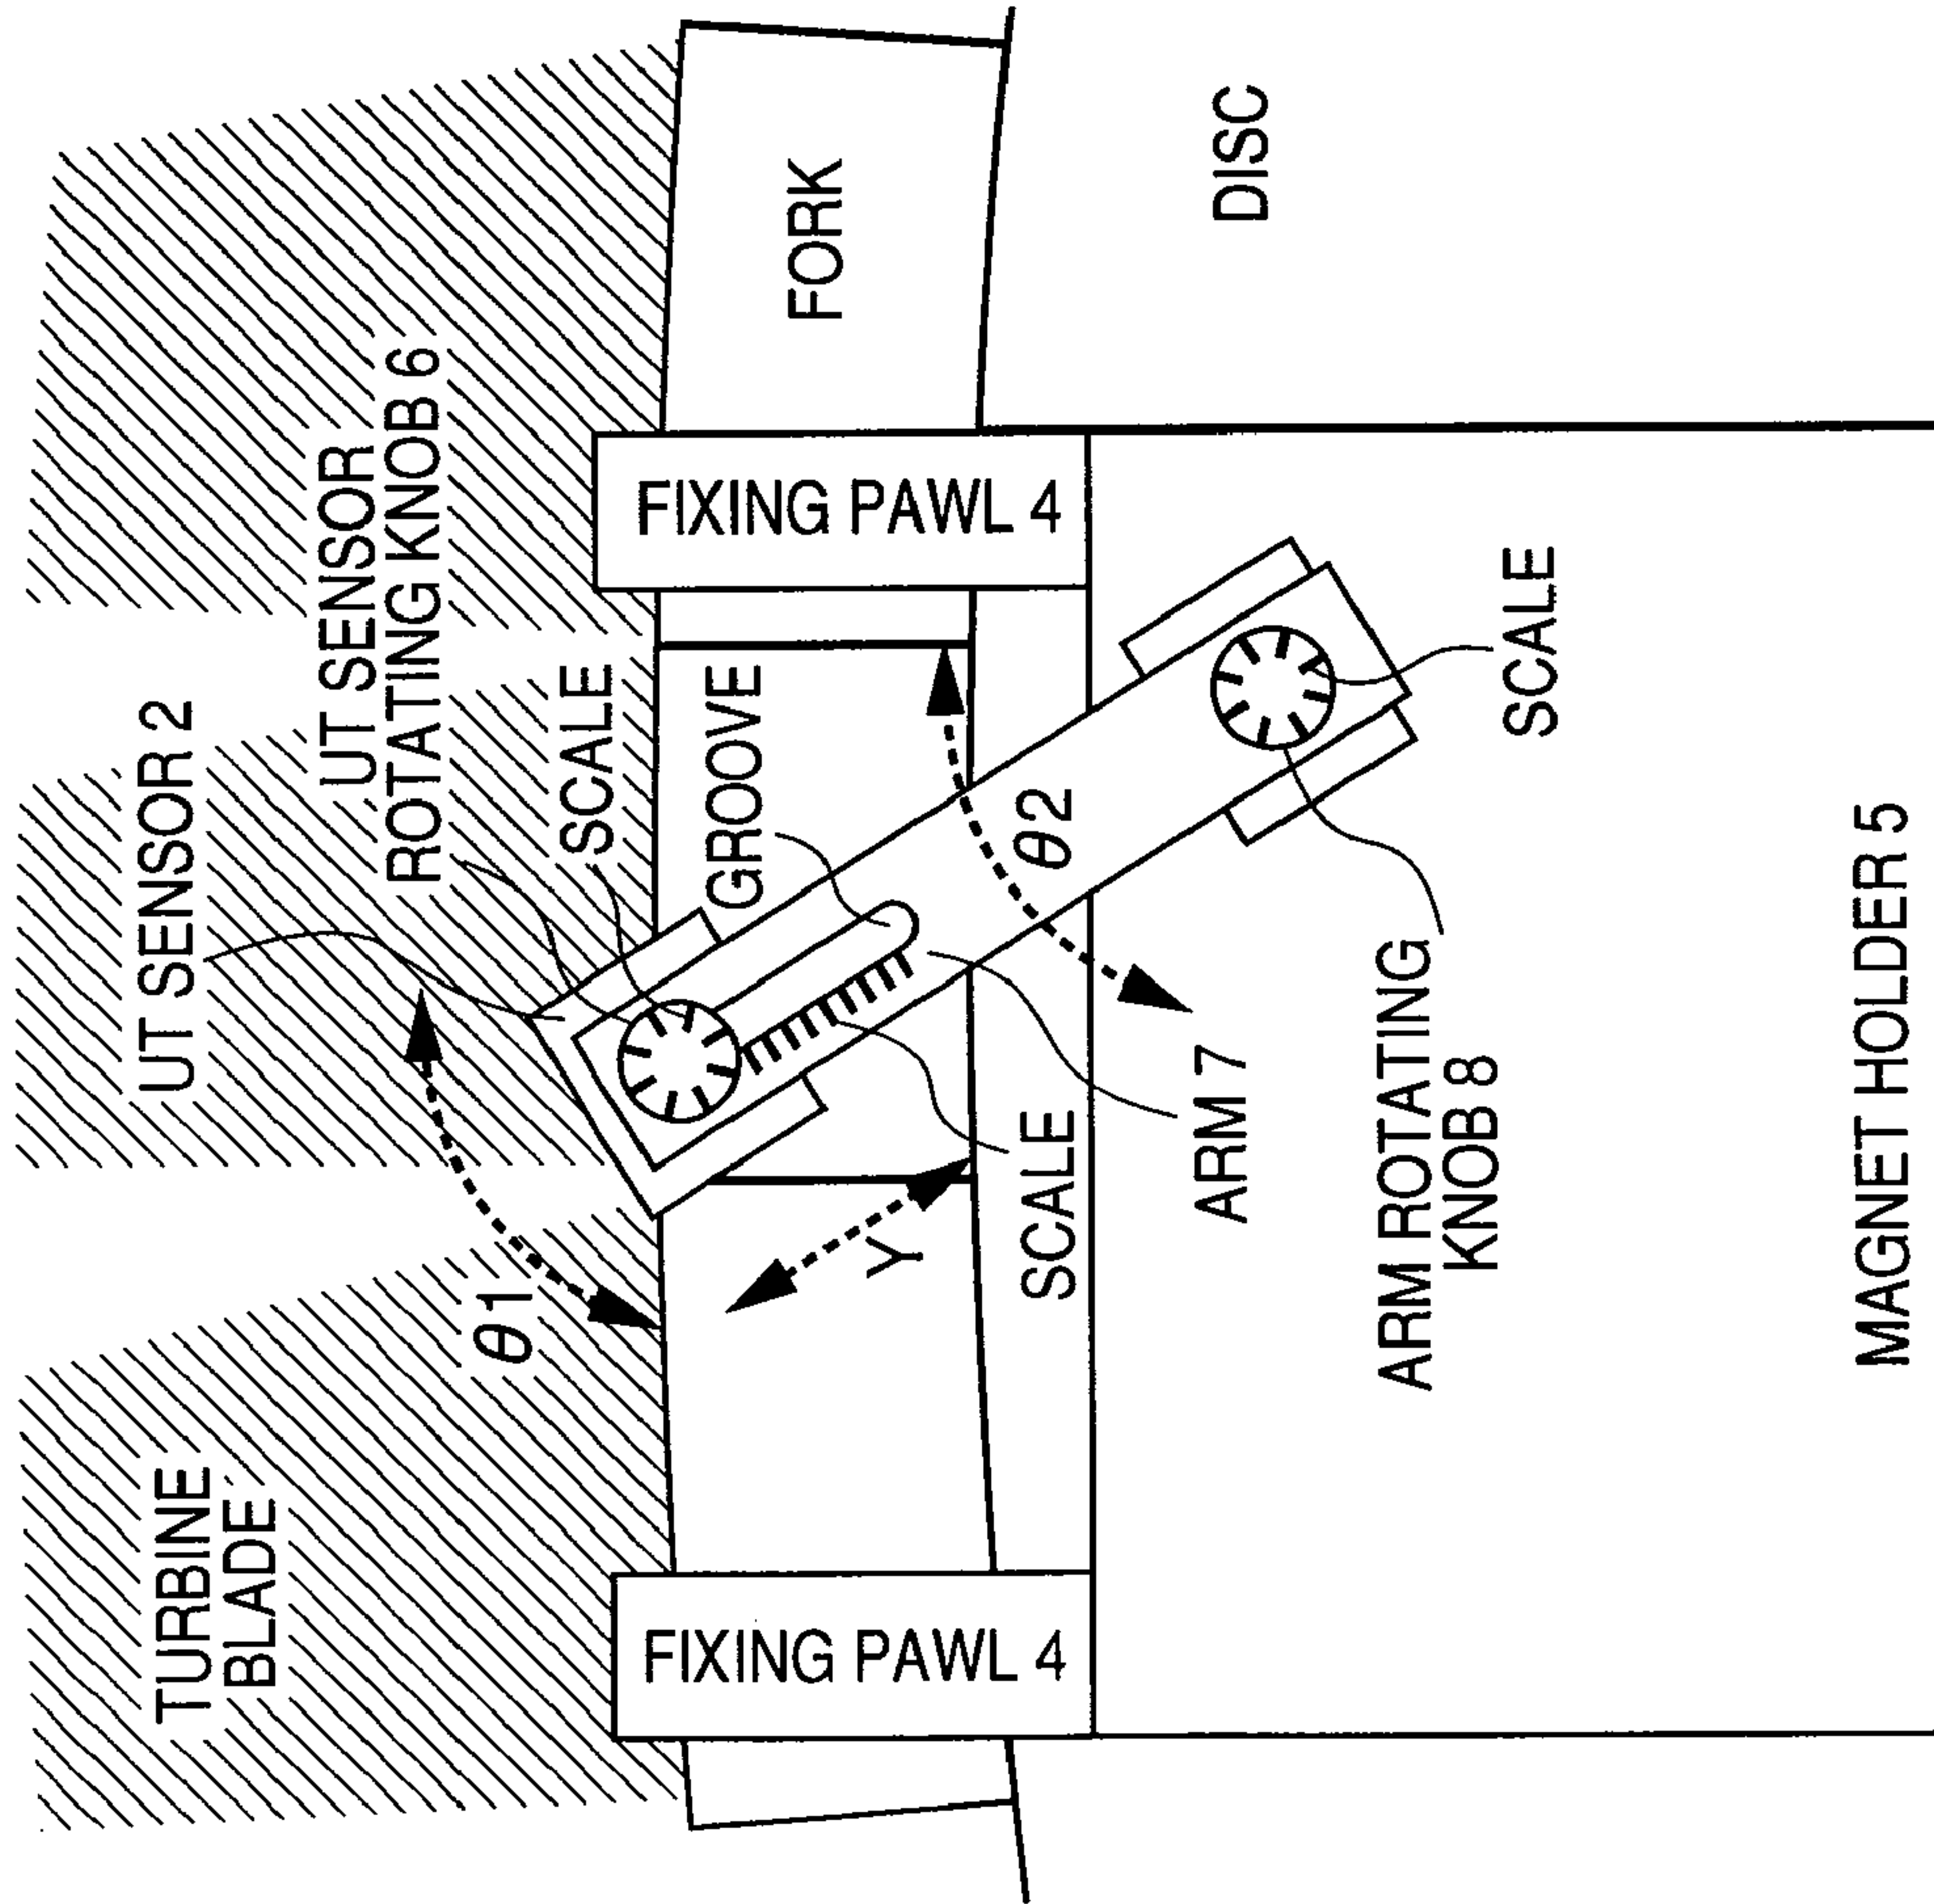 TURBINE
BLADE
UT SENSOR 2
UT SENSOR
ROTATING KNOB 6
SCALE
GROOVE
FORK
DISC
FIXING PAWL 4
FIXING PAWL 4
θ1
Y
θ2
SCALE
ARM 7
SCALE
ARM ROTATING
KNOB 8
MAGNET HOLDER 5